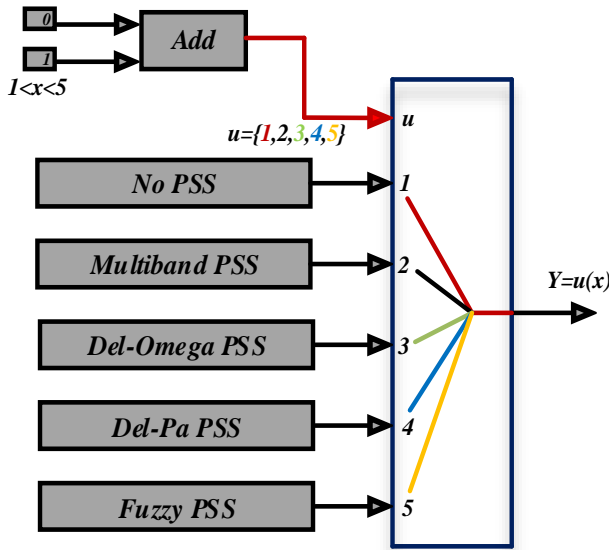 0
Add
1
1<x<5
u
u={1,2,3,4,5}
No PSS
1
Multiband PSS
2
Y=u(x)
Del-Omega PSS
3
Del-Pa PSS
4
Fuzzy PSS
5